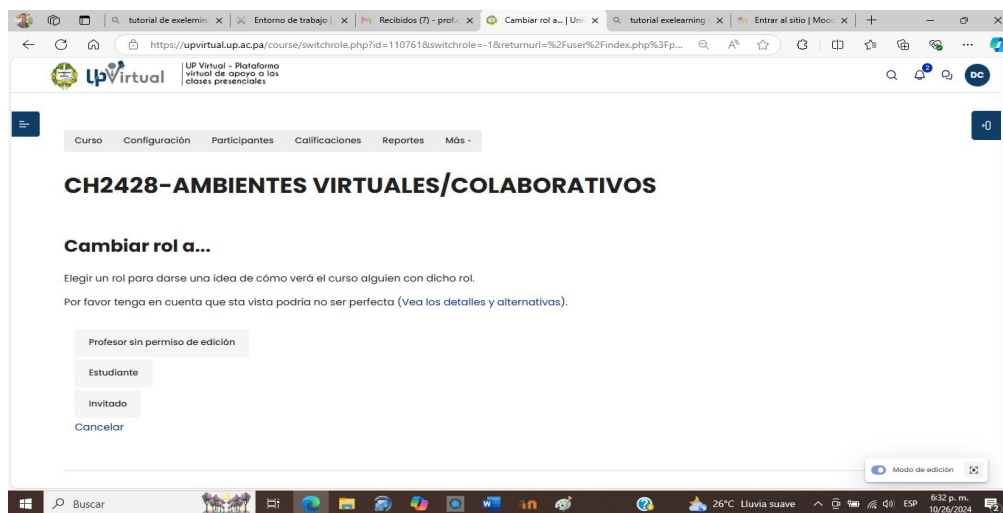 tutorial de exelerning
Entorno de trabajo |
Recibidos (7) - prof.c
Cambiar rol a... | Uni
tutorial exelearning
Entrar al sitio | Mooc
https://upvirtual.up.ac.pa/course/switchrole.php?id=110761&switchrole=-1&returnurl=%2Fuser%2Findex.php%3Fp...
UpVirtual
UP Virtual - Plataforma
virtual de apoyo a las
clases presenciales
2
DC
Curso Configuración Participantes Calificaciones Reportes Más
CH2428-AMBIENTES VIRTUALES/COLABORATIVOS
Cambiar rol a...
Elegir un rol para darse una idea de cómo verá el curso alguien con dicho rol.
Por favor tenga en cuenta que sta vista podría no ser perfecta (Vea los detalles y alternativas).
Profesor sin permiso de edición
Estudiante
Invitado
Cancelar
Modo de edición
Buscar
26°C Lluvia suave
ESP
6:32 p. m.
10/26/2024
2